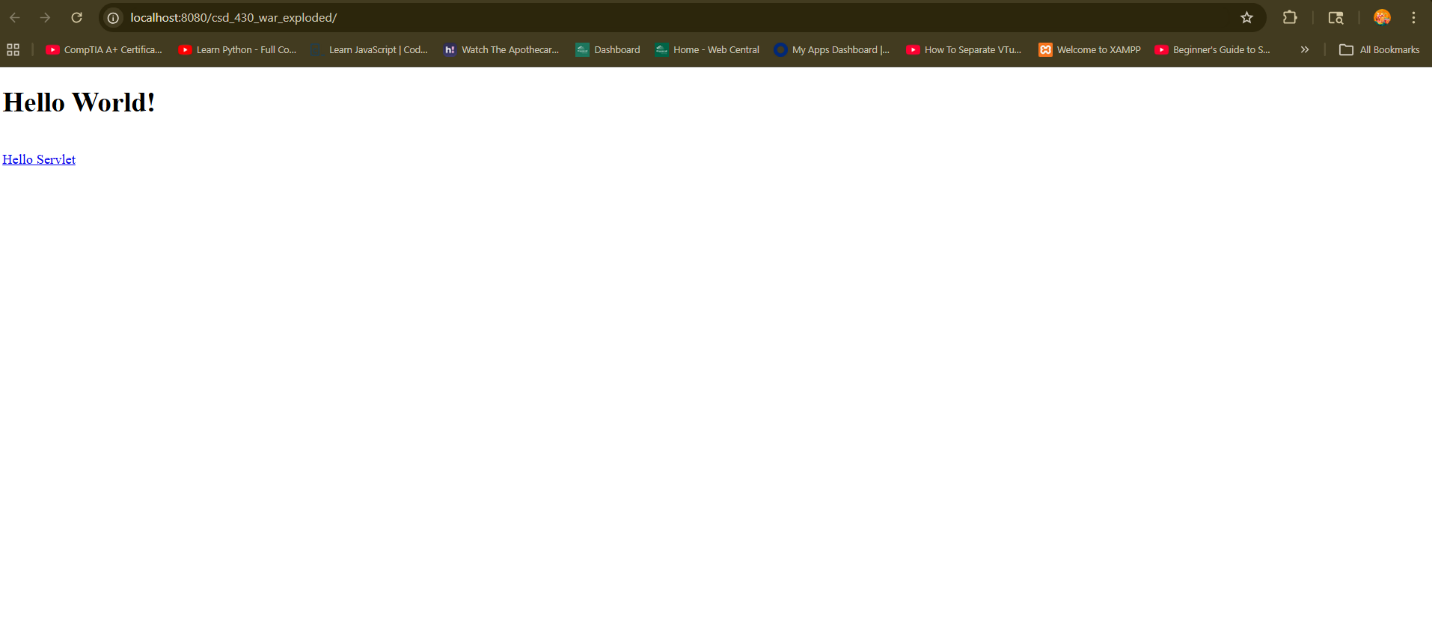 localhost:8080/csd_430_war_exploded/
CompTIA A+ Certifica... Learn Python - Full Co... Learn JavaScript | Cod... h! Watch The Apothecar... Dashboard Home - Web Central My Apps Dashboard |... How To Separate VTu... Welcome to XAMPP Beginner's Guide to S... » All Bookmarks
Hello World!
Hello Servlet